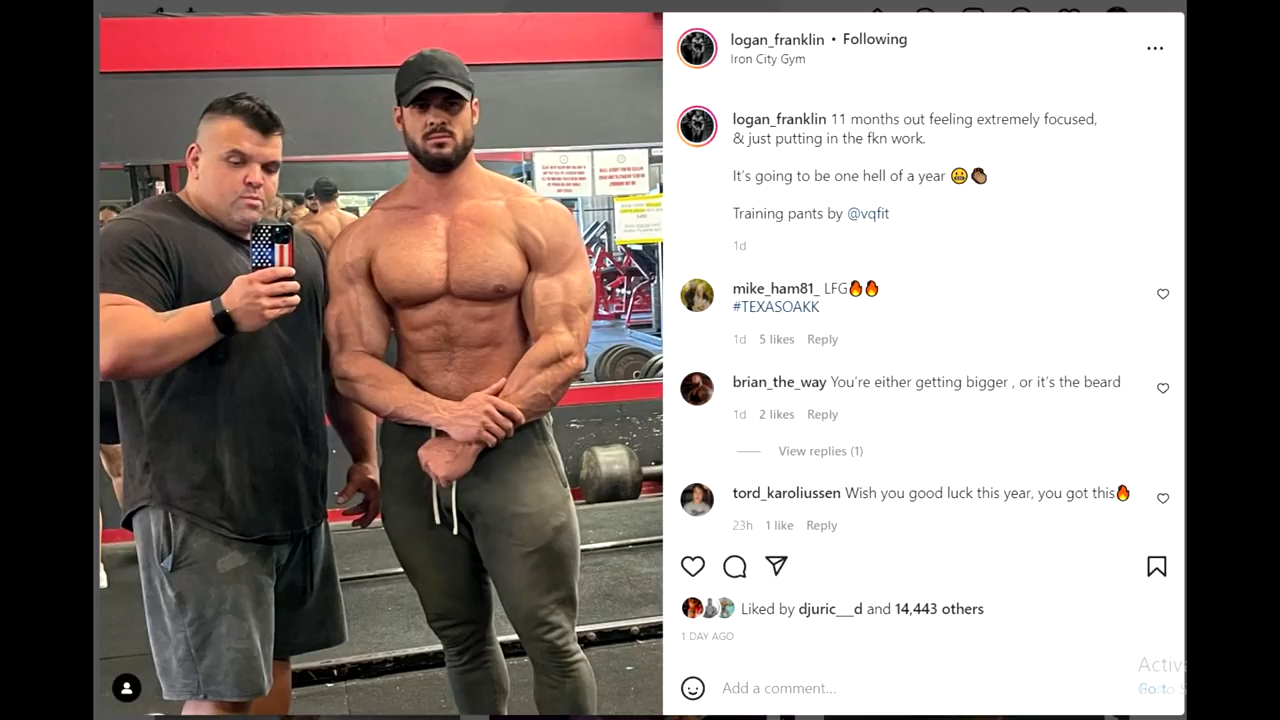 logan_franklin • Following
Iron City Gym
logan_franklin 11 months out feeling extremely focused,
& just putting in the fkn work.
It's going to be one hell of a year 😬✊🏾
Training pants by @vqfit
1d
mike_ham81_ LFG🔥🔥
#TEXASOAKK
1d 5 likes Reply
brian_the_way You're either getting bigger , or it's the beard
1d 2 likes Reply
View replies (1)
tord_karoliussen Wish you good luck this year, you got this🔥
23h 1 like Reply
Liked by djuric___d and 14,443 others
1 DAY AGO
Add a comment...